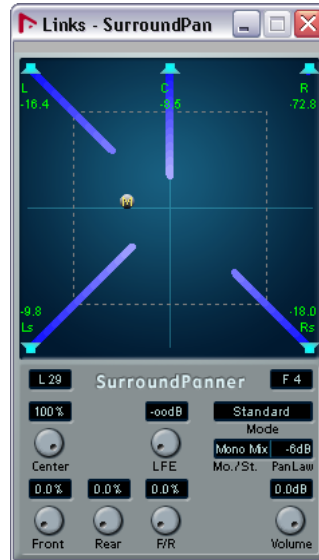 Links - SurroundPan
L C R
-16.4 -8.5 -72.8
M
-9.8 -18.0
Ls Rs
L 29 SurroundPanner F 4
100% -oodB Standard
Mode
Mono Mix -6dB
Center LFE Mo./St. PanLaw
0.0% 0.0% 0.0% 0.0dB
Front Rear F/R Volume